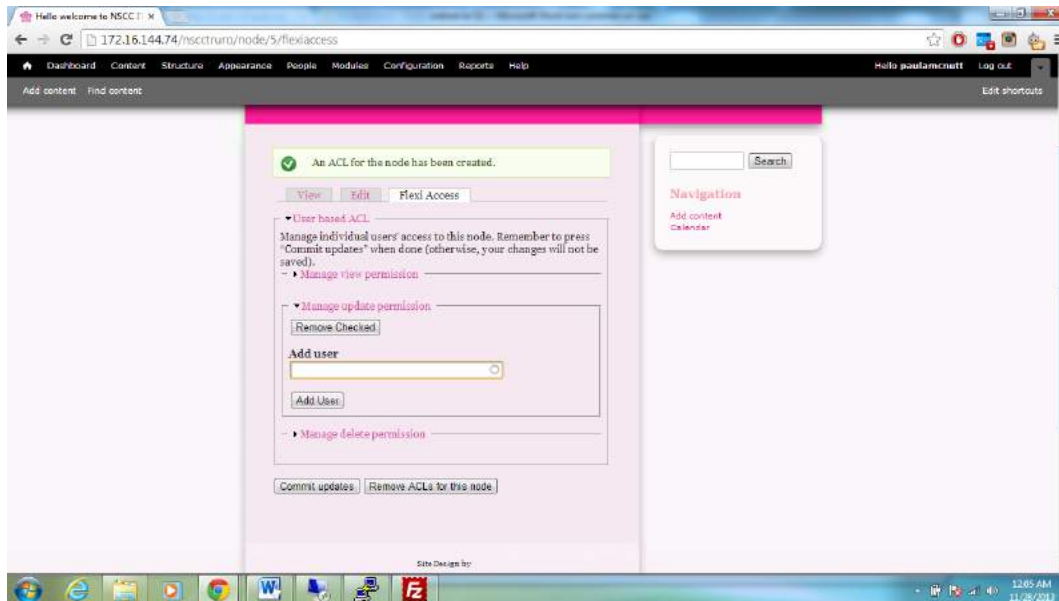 Hello welcome to NSCC
172.16.144.74/nscctruro/node/5/flexiaccess
Dashboard Content Structure Appearance People Modules Configuration Reports Help
Hello paulamcnutt Log out
Add content Find content
Edit shortcuts
An ACL for the node has been created.
View Edit Flexi Access
User based ACL
Manage individual users' access to this node. Remember to press
"Commit updates" when done (otherwise, your changes will not be
saved).
Manage view permission
Manage update permission
Remove Checked
Add user
Add User
Manage delete permission
Commit updates Remove ACLs for this node
Search
Navigation
Add content
Calendar
Site Design by
12:05 AM
11/28/2013